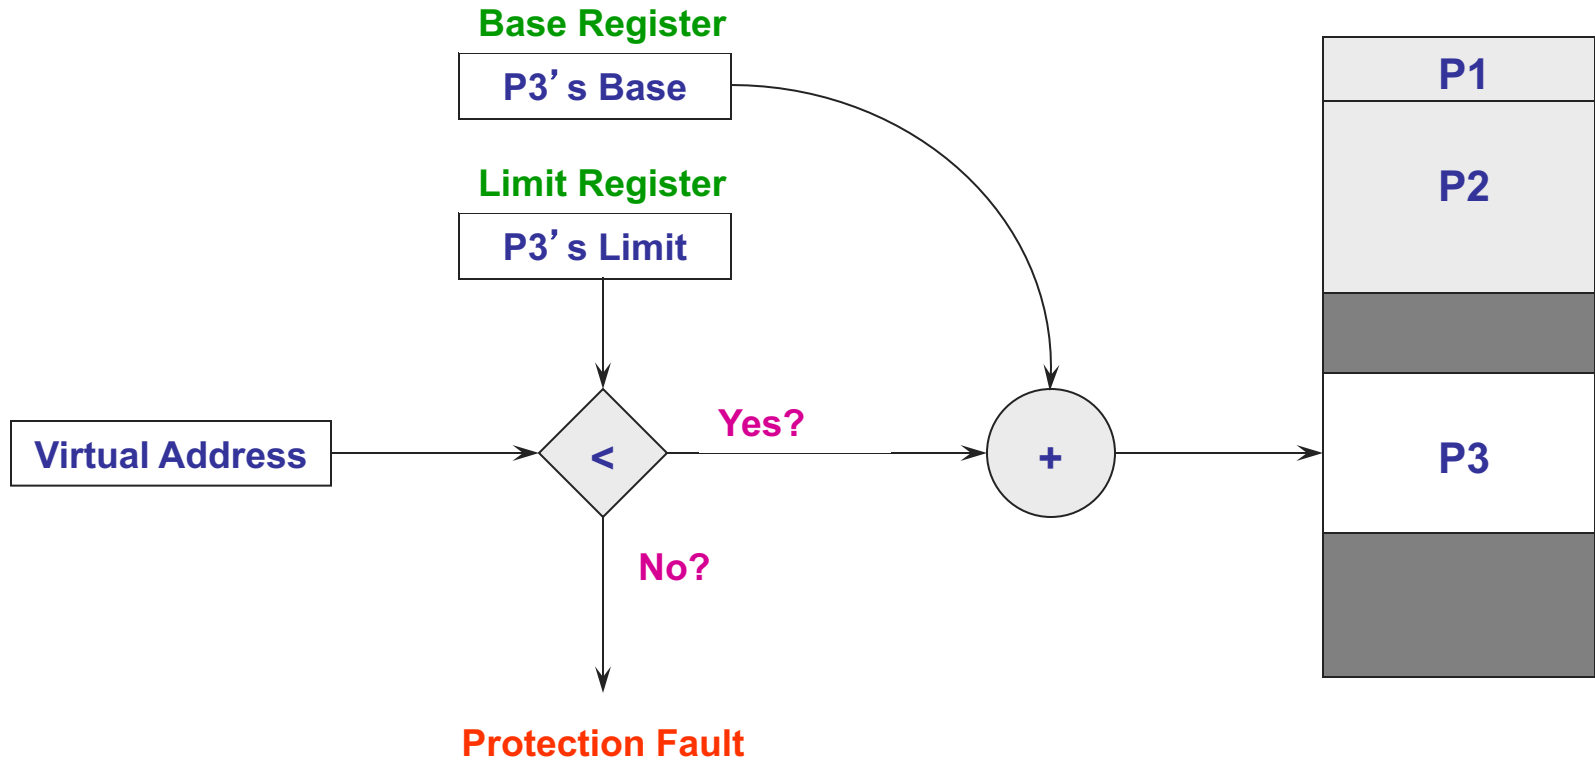 Base Register
P3’s Base
P1
Limit Register
P2
P3’s Limit
Yes?
Virtual Address
<
+
P3
No?
Protection Fault